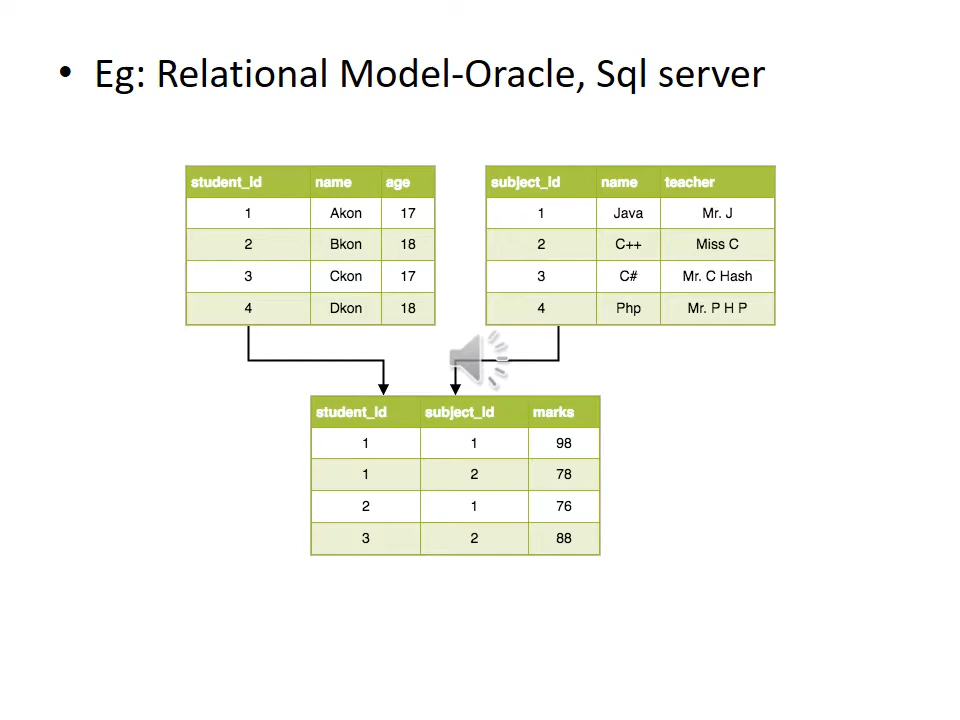 • Eg: Relational Model-Oracle, Sql server
student_id name age
1 Akon 17
2 Bkon 18
3 Ckon 17
4 Dkon 18
subject_id name teacher
1 Java Mr. J
2 C++ Miss C
3 C# Mr. C Hash
4 Php Mr. P H P
student_id subject_id marks
1 1 98
1 2 78
2 1 76
3 2 88